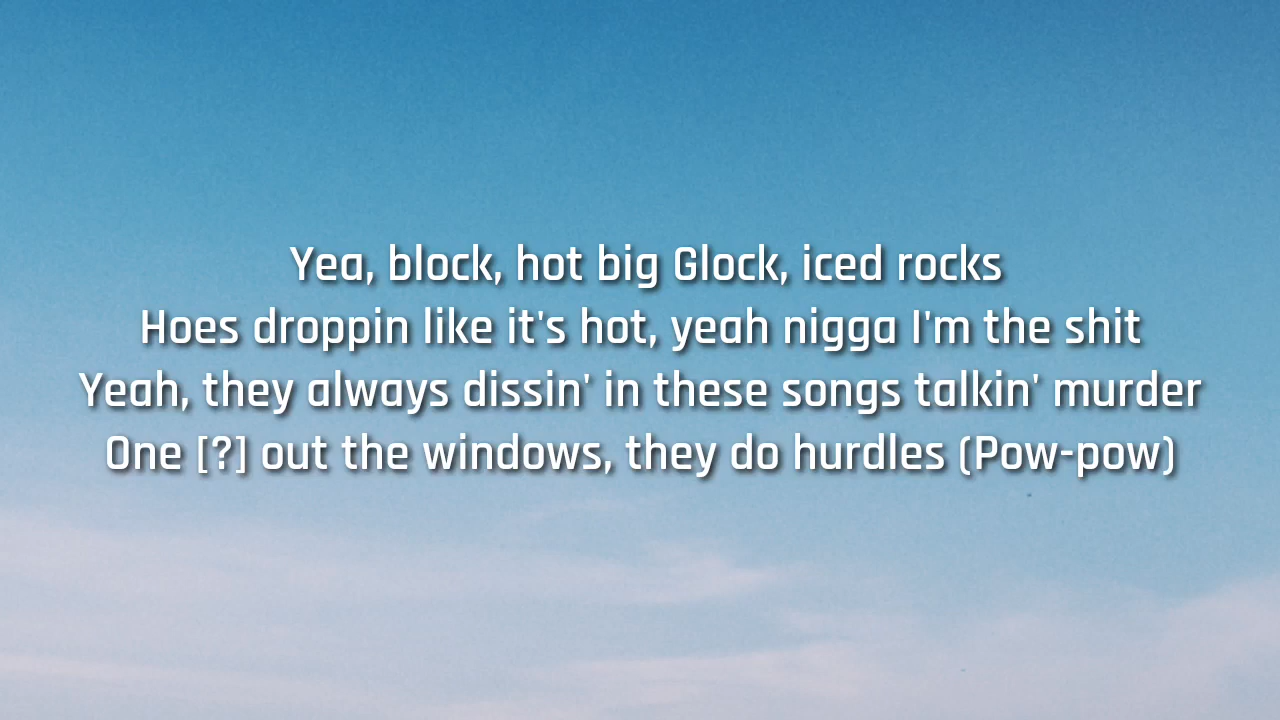 Yea, block, hot big Glock, iced rocks
Hoes droppin like it's hot, yeah nigga I'm the shit
Yeah, they always dissin' in these songs talkin' murder
One [?] out the windows, they do hurdles (Pow-pow)